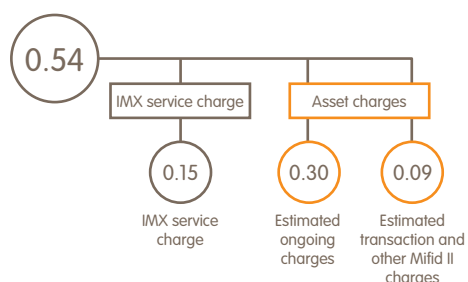 0.54
IMX service charge
Asset charges
0.15
0.30
0.09
IMX service
charge
Estimated
ongoing
charges
Estimated
transaction and
other Mifid II
charges